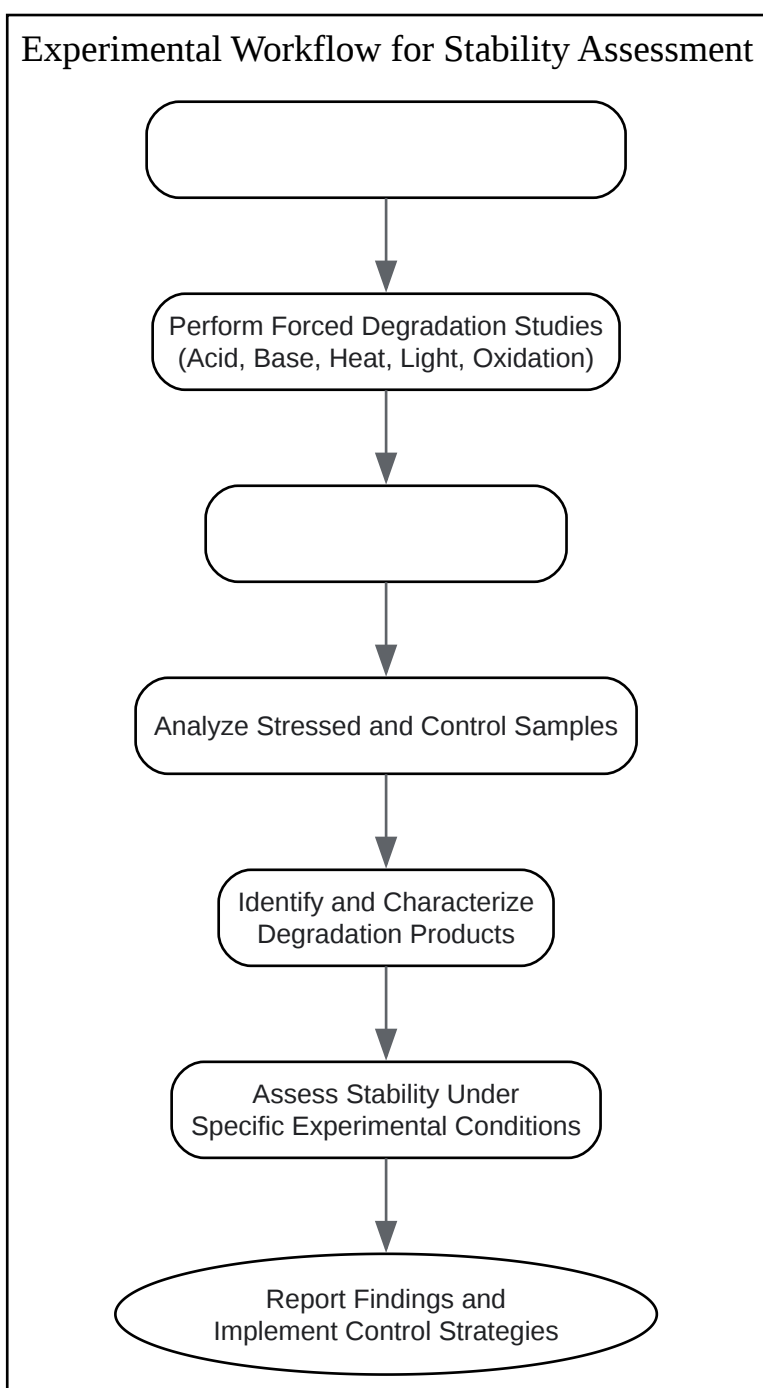 Experimental Workflow for Stability Assessment
Perform Forced Degradation Studies
(Acid, Base, Heat, Light, Oxidation)
Analyze Stressed and Control Samples
Identify and Characterize
Degradation Products
Assess Stability Under
Specific Experimental Conditions
Report Findings and
Implement Control Strategies